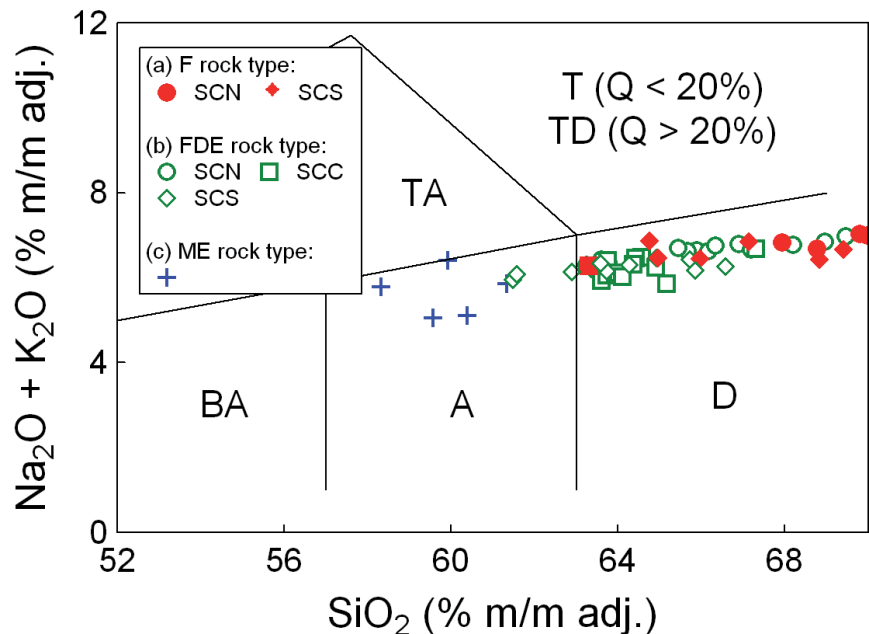 12
8
4
0
Na₂O + K₂O (% m/m adj.)
(a) F rock type:
SCN SCS
(b) FDE rock type:
SCN SCC
SCS
(c) ME rock type:
T (Q < 20%)
TD (Q > 20%)
TA
BA
A
D
52 56 60 64 68
SiO₂ (% m/m adj.)